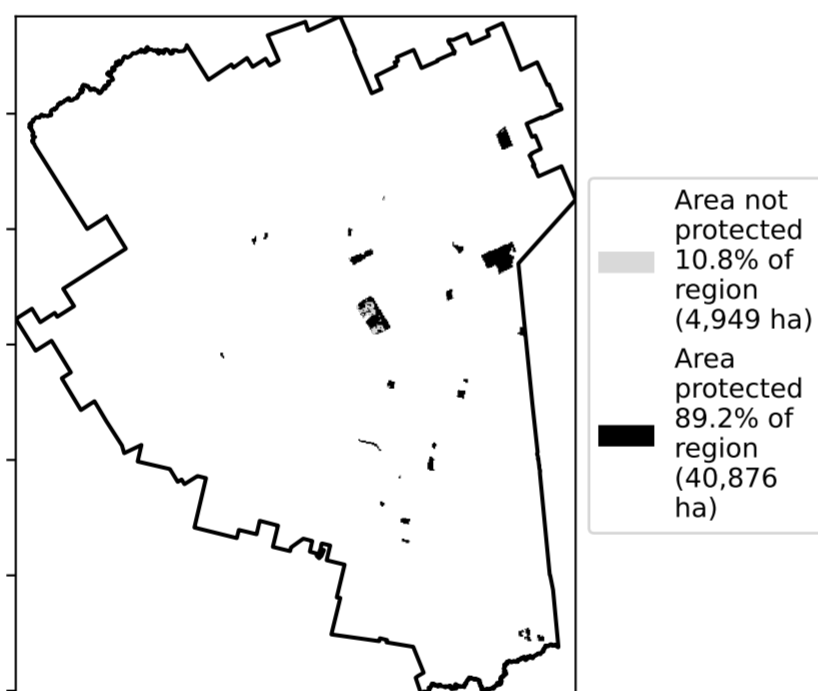 Area not
protected
10.8% of
region
(4,949 ha)
Area
protected
89.2% of
region
(40,876
ha)